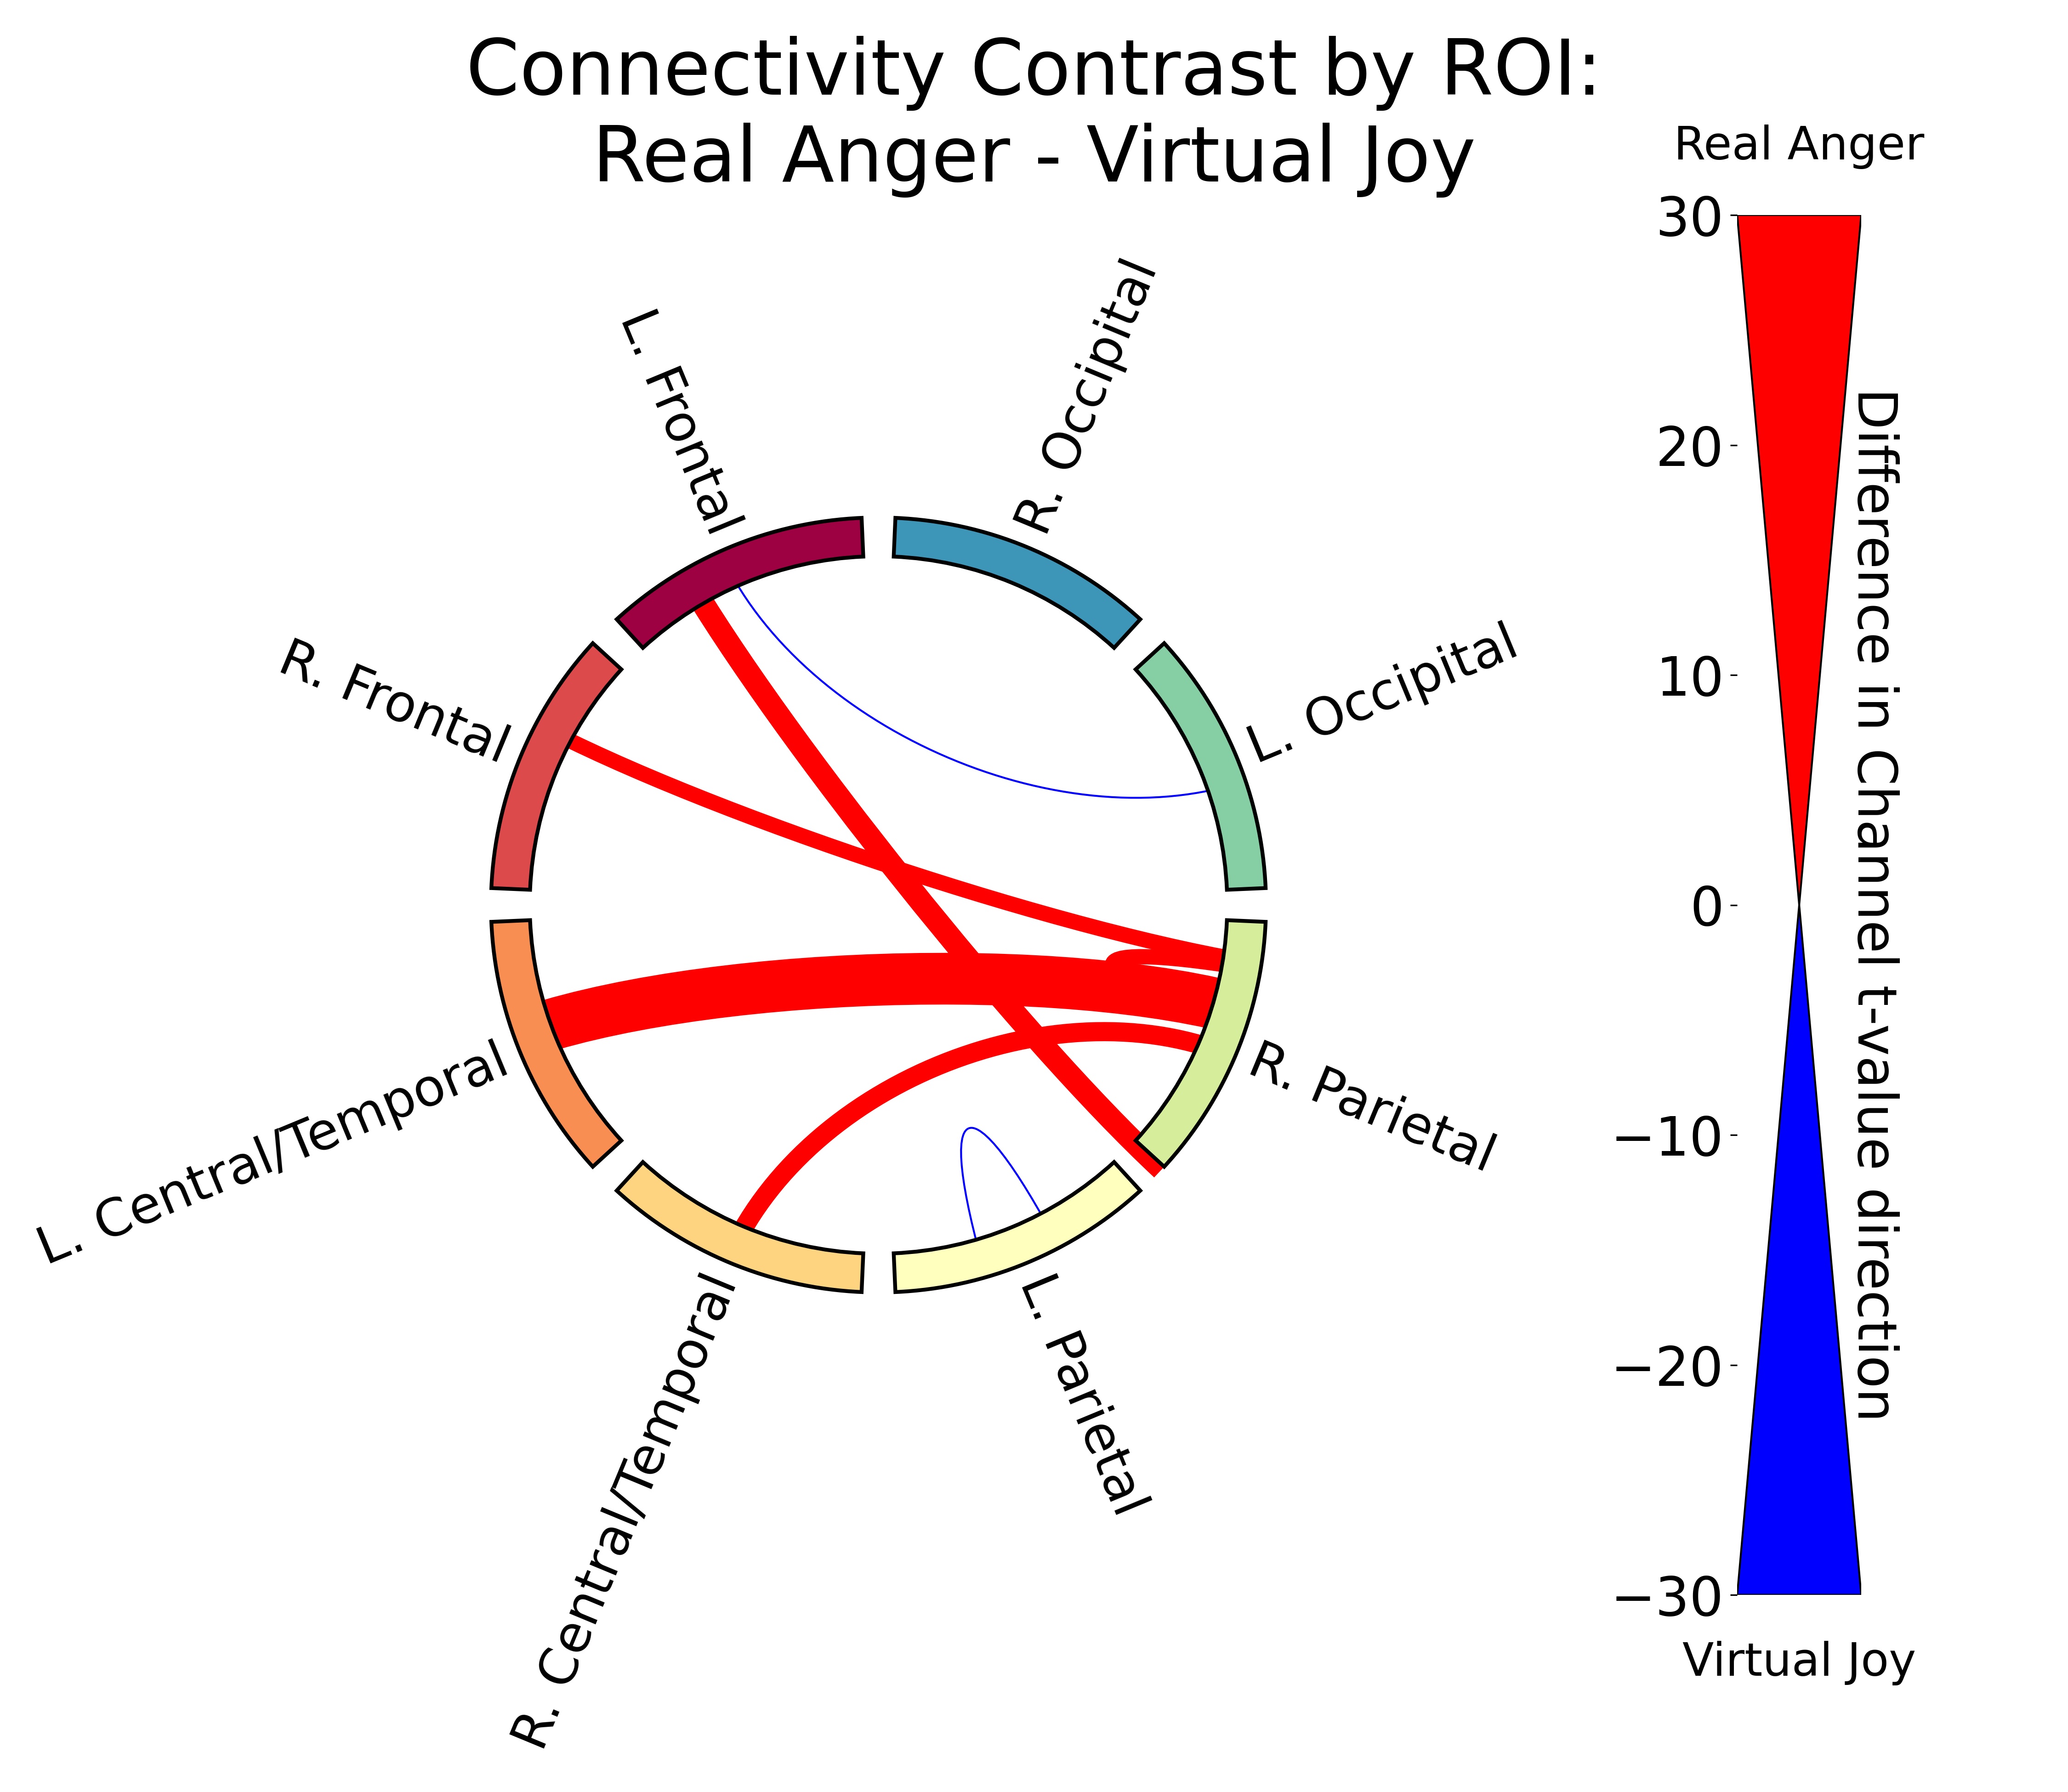 Connectivity Contrast by ROI:
Real Anger - Virtual Joy
Real Anger
30
20
10
0
−10
−20
−30
Virtual Joy
Difference in Channel t-value direction
L. Frontal
R. Occipital
R. Frontal
L. Occipital
L. Central/Temporal
R. Parietal
R. Central/Temporal
L. Parietal